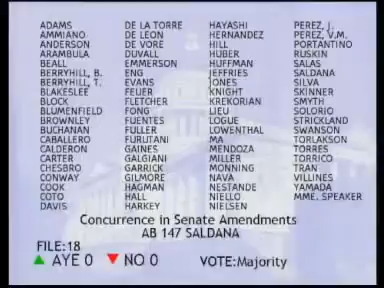 ADAMS DE LA TORRE HAYASHI PEREZ, J.
AMMIANO DE LEON HERNANDEZ PEREZ, V.M.
ANDERSON DE VORE HILL PORTANTINO
ARAMBULA DUVALL HUBER RUSKIN
BEALL EMMERSON HUFFMAN SALAS
BERRYHILL, B. ENG JEFFRIES SALDANA
BERRYHILL, T. EVANS JONES SILVA
BLAKESLEE FEUER KNIGHT SKINNER
BLOCK FLETCHER KREKORIAN SMYTH
BLUMENFIELD FONG LIEU SOLORIO
BROWNLEY FUENTES LOGUE STRICKLAND
BUCHANAN FULLER LOWENTHAL SWANSON
CABALLERO FURUTANI MA TORLAKSON
CALDERON GAINES MENDOZA TORRES
CARTER GALGIANI MILLER TORRICO
CHESBRO GARRICK MONNING TRAN
CONWAY GILMORE NAVA VILLINES
COOK HAGMAN NESTANDE YAMADA
COTO HALL NIELLO MME. SPEAKER
DAVIS HARKEY NIELSEN
Concurrence in Senate Amendments
AB 147 SALDANA
FILE:18
AYE 0 NO 0 VOTE:Majority